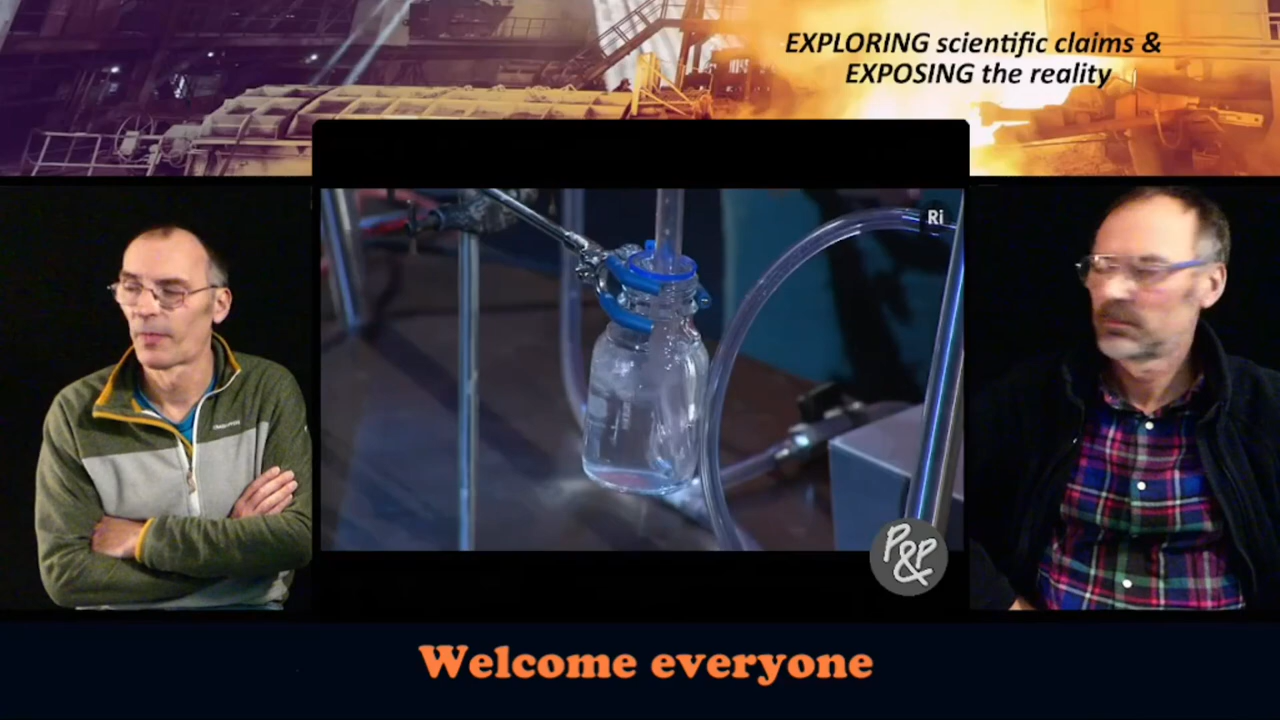 EXPLORING scientific claims &
EXPOSING the reality
Ri
P&P
Welcome everyone